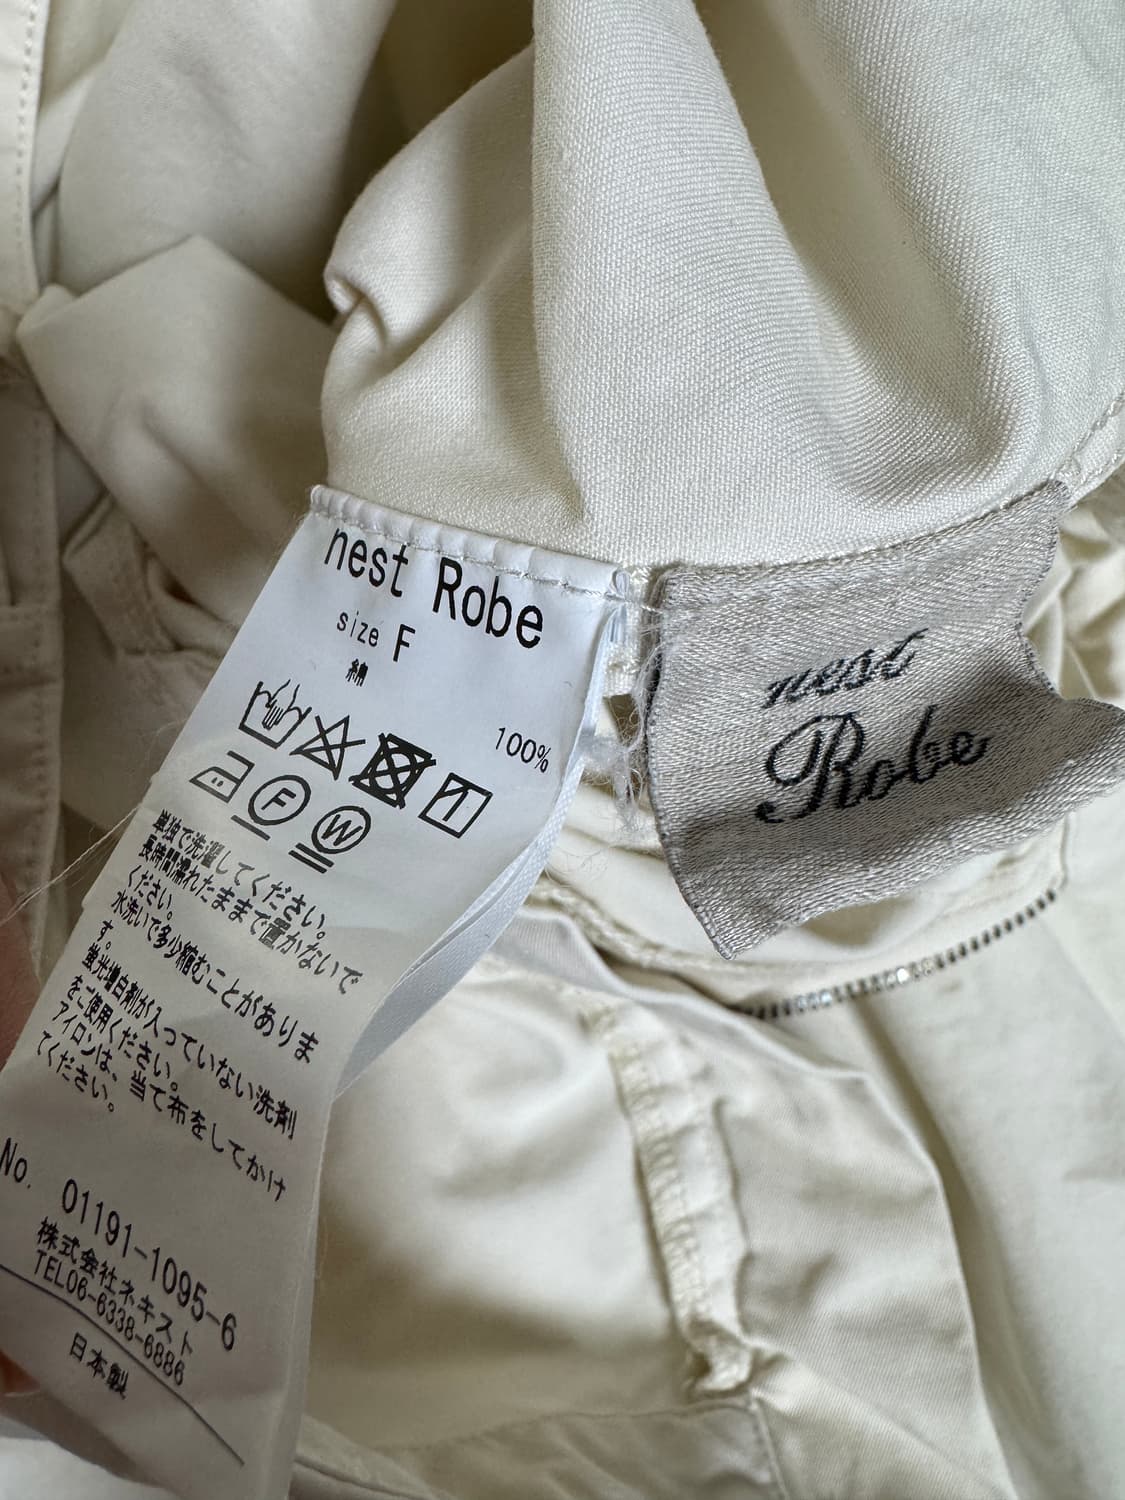 nest Robe
size F
綿
100%
F
W
単独で洗濯してください。
長時間濡れたままで置かないで
ください。
水洗いで多少縮むことがありま
す。
蛍光増白剤が入っていない洗剤
をご使用ください。
アイロンは、当て布をしてかけ
てください。
No. 01191-1095-6
株式会社ネキスト
TEL06-6338-6886
日本製
nest
Robe